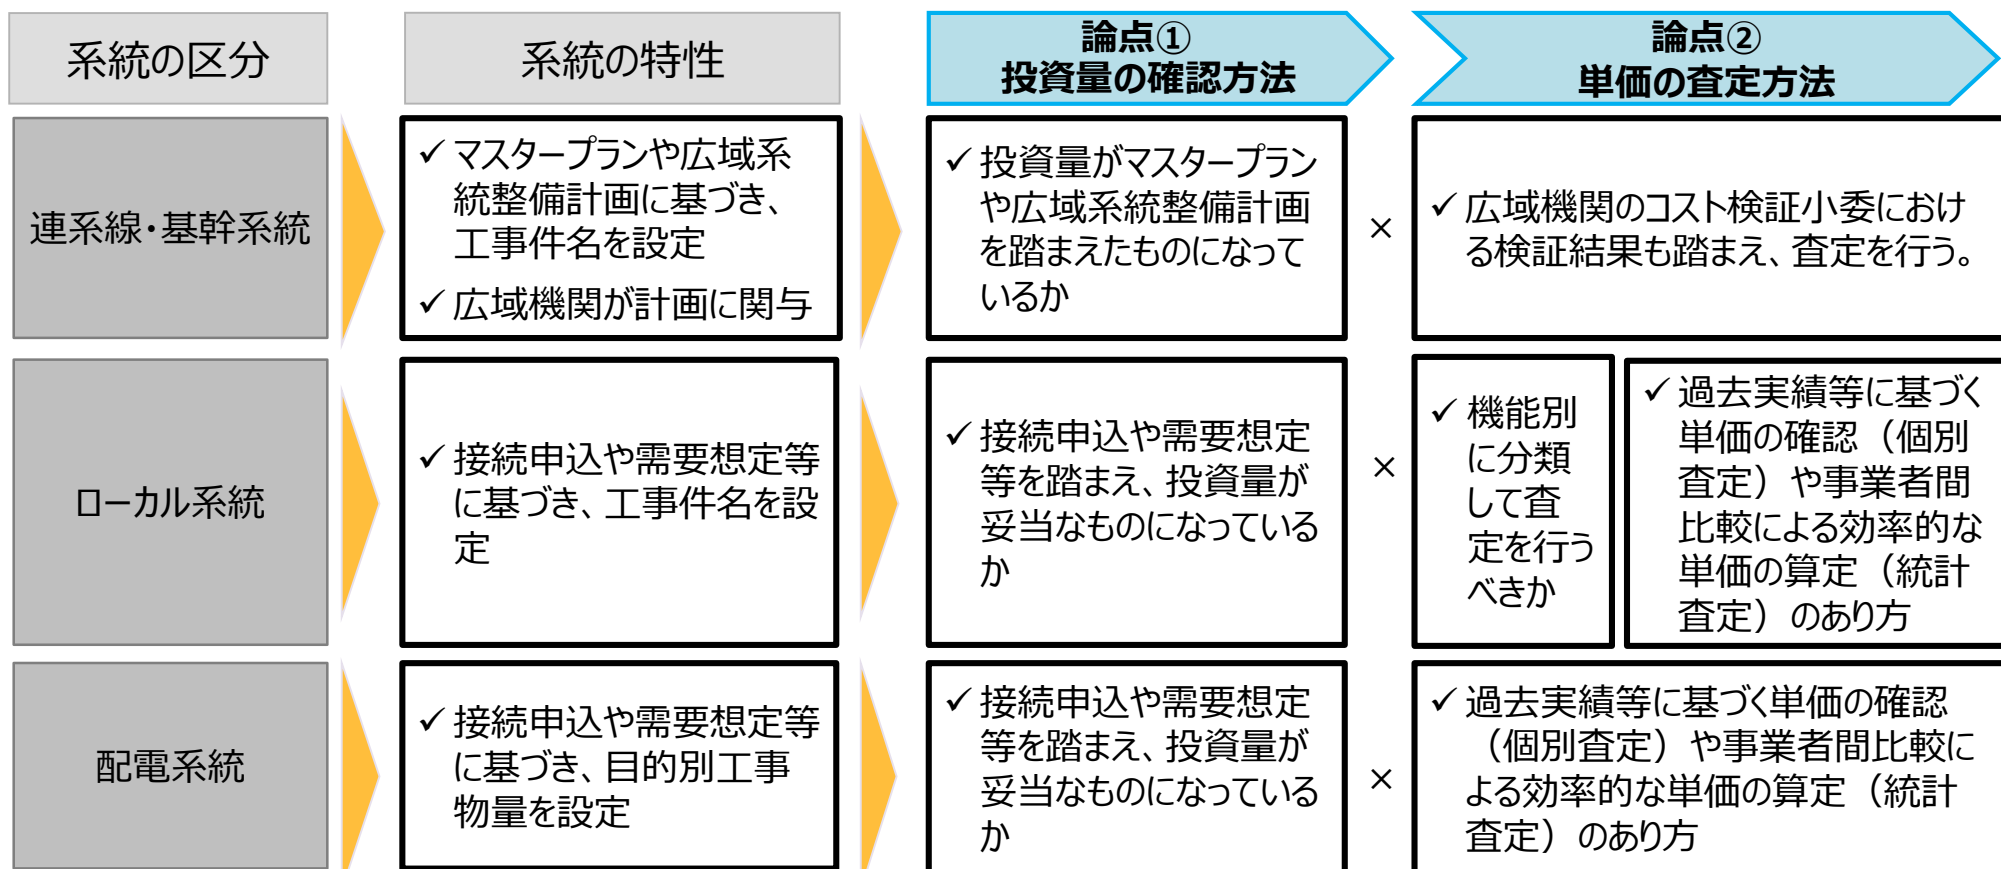 系統の区分
系統の特性
論点①
投資量の確認方法
論点②
単価の査定方法
連系線・基幹系統
✓マスタープランや広域系
統整備計画に基づき、
工事件名を設定
✓広域機関が計画に関与
✓投資量がマスタープラン
や広域系統整備計画
を踏まえたものになって
いるか
×
✓広域機関のコスト検証小委におけ
る検証結果も踏まえ、査定を行う。
ローカル系統
✓接続申込や需要想定等
に基づき、工事件名を設
定
✓接続申込や需要想定
等を踏まえ、投資量が
妥当なものになっている
か
×
✓機能別
に分類
して査
定を行う
べきか
✓過去実績等に基づく
単価の確認（個別
査定）や事業者間
比較による効率的な
単価の算定（統計
査定）のあり方
配電系統
✓接続申込や需要想定等
に基づき、目的別工事
物量を設定
✓接続申込や需要想定
等を踏まえ、投資量が
妥当なものになっている
か
×
✓過去実績等に基づく単価の確認
（個別査定）や事業者間比較に
よる効率的な単価の算定（統計
査定）のあり方